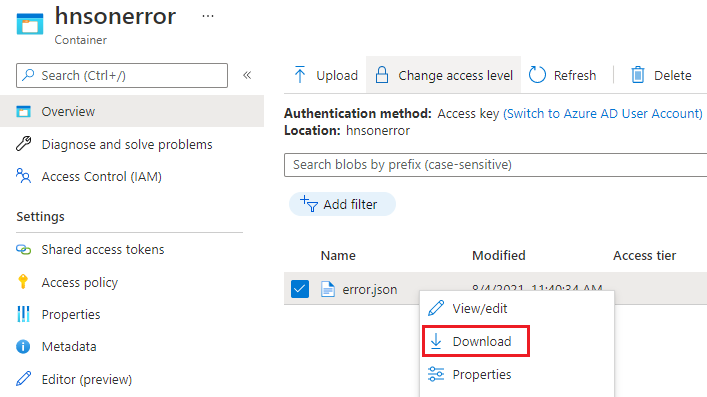 hnsonerror ...
Container
Search (Ctrl+/) «
Overview
Diagnose and solve problems
Access Control (IAM)
Settings
Shared access tokens
Access policy
Properties
Metadata
Editor (preview)
Upload Change access level Refresh Delete
Authentication method: Access key (Switch to Azure AD User Account)
Location: hnsonerror
Search blobs by prefix (case-sensitive)
Add filter
Name Modified Access tier
error.json 8/4/2021, 11:40:34 AM
View/edit
Download
Properties